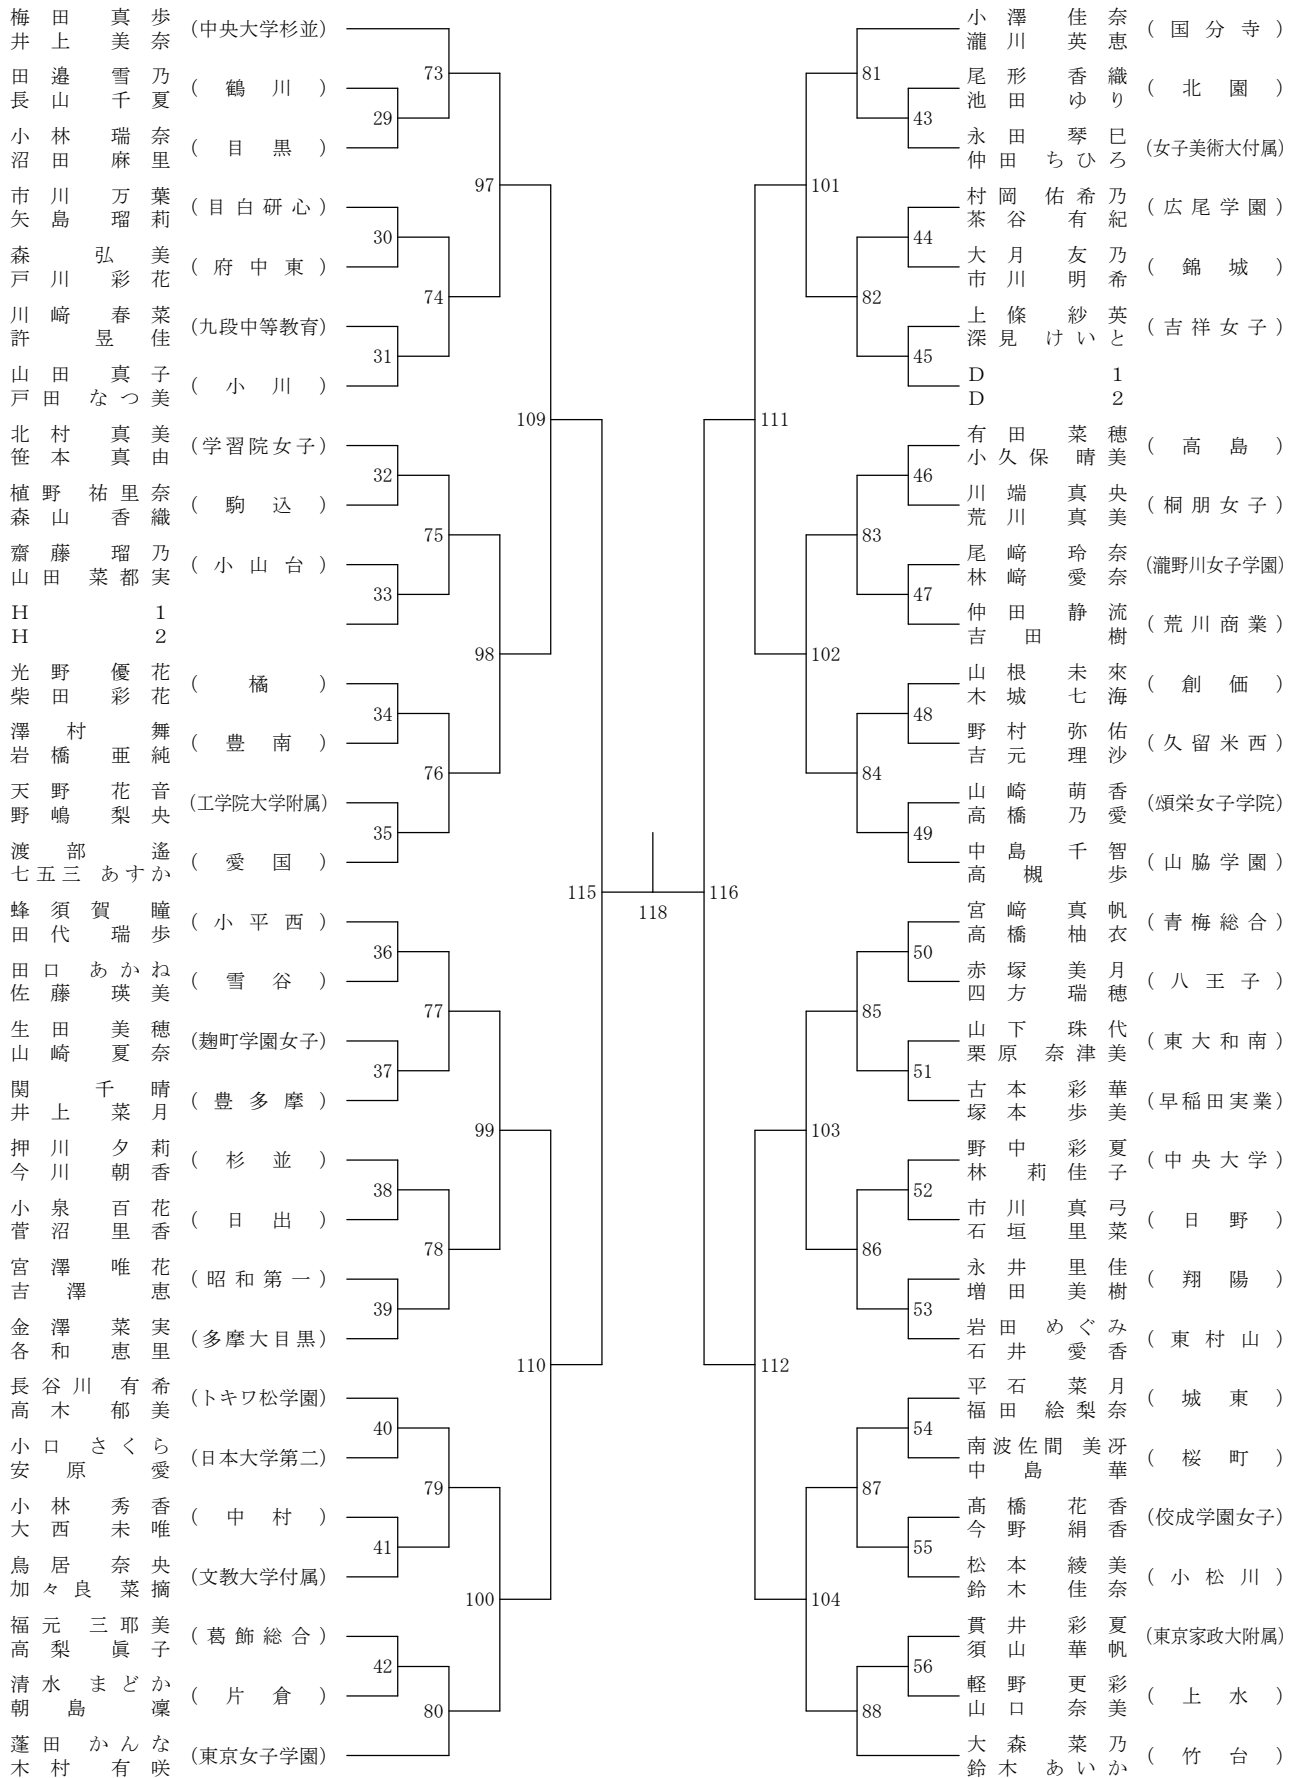 梅田 真歩
井上 美奈
(中央大学杉並)
田邉 雪乃
長山 千夏
(鶴川)
小林 瑞奈
沼田 麻里
(目黒)
市川 万葉
矢島 瑠莉
(目白研心)
森 弘美
戸川 彩花
(府中東)
川﨑 春菜
許 昱佳
(九段中等教育)
山田 真子
戸田 なつ美
(小川)
北村 真美
笹本 真由
(学習院女子)
植野 祐里奈
森山 香織
(駒込)
齋藤 瑠乃
山田 菜都実
(小山台)
H 1
H 2
光野 優花
柴田 彩花
(橘)
澤村 舞
岩橋 亜純
(豊南)
天野 花音
野嶋 梨央
(工学院大学附属)
渡部 遙
七五三 あすか
(愛国)
蜂須賀 瞳
田代 瑞歩
(小平西)
田口 あかね
佐藤 瑛美
(雪谷)
生田 美穂
山崎 夏奈
(麹町学園女子)
関 千晴
井上 菜月
(豊多摩)
押川 夕莉
今川 朝香
(杉並)
小泉 百花
菅沼 里香
(日出)
宮澤 唯花
吉澤 恵
(昭和第一)
金澤 菜実
各和 恵里
(多摩大目黒)
長谷川 有希
高木 郁美
(トキワ松学園)
小口 さくら
安原 愛
(日本大学第二)
小林 秀香
大西 未唯
(中村)
鳥居 奈央
加々良 菜摘
(文教大学付属)
福元 三耶美
高梨 眞子
(葛飾総合)
清水 まどか
朝島 凜
(片倉)
蓬田 かんな
木村 有咲
(東京女子学園)
73
29
97
30
74
31
109
32
75
33
98
34
76
35
115
36
77
37
99
38
78
39
110
40
79
41
100
42
80
118
116
81
43
101
44
82
45
111
46
83
47
102
48
84
49
50
85
51
103
52
86
53
112
54
87
55
104
56
88
小澤 佳奈
瀧川 英恵
(国分寺)
尾形 香織
池田 ゆり
(北園)
永田 琴巳
仲田 ちひろ
(女子美術大付属)
村岡 佑希乃
茶谷 有紀
(広尾学園)
大月 友乃
市川 明希
(錦城)
上條 紗英
深見 けいと
(吉祥女子)
D 1
D 2
有田 菜穂
小久保 晴美
(高島)
川端 真央
荒川 真美
(桐朋女子)
尾﨑 玲奈
林﨑 愛奈
(瀧野川女子学園)
仲田 静流
吉田 樹
(荒川商業)
山根 未來
木城 七海
(創価)
野村 弥佑
吉元 理沙
(久留米西)
山崎 萌香
高橋 乃愛
(頌栄女子学院)
中島 千智
高槻 歩
(山脇学園)
宮﨑 真帆
高橋 柚衣
(青梅総合)
赤塚 美月
四方 瑞穂
(八王子)
山下 珠代
栗原 奈津美
(東大和南)
古本 彩華
塚本 歩美
(早稲田実業)
野中 彩夏
林 莉佳子
(中央大学)
市川 真弓
石垣 里菜
(日野)
永井 里佳
増田 美樹
(翔陽)
岩田 めぐみ
石井 愛香
(東村山)
平石 菜月
福田 絵梨奈
(城東)
南波佐間 美冴
中島 華
(桜町)
髙橋 花香
今野 絹香
(佼成学園女子)
松本 綾美
鈴木 佳奈
(小松川)
貫井 彩夏
須山 華帆
(東京家政大附属)
軽野 更彩
山口 奈美
(上水)
大森 菜乃
鈴木 あいか
(竹台)